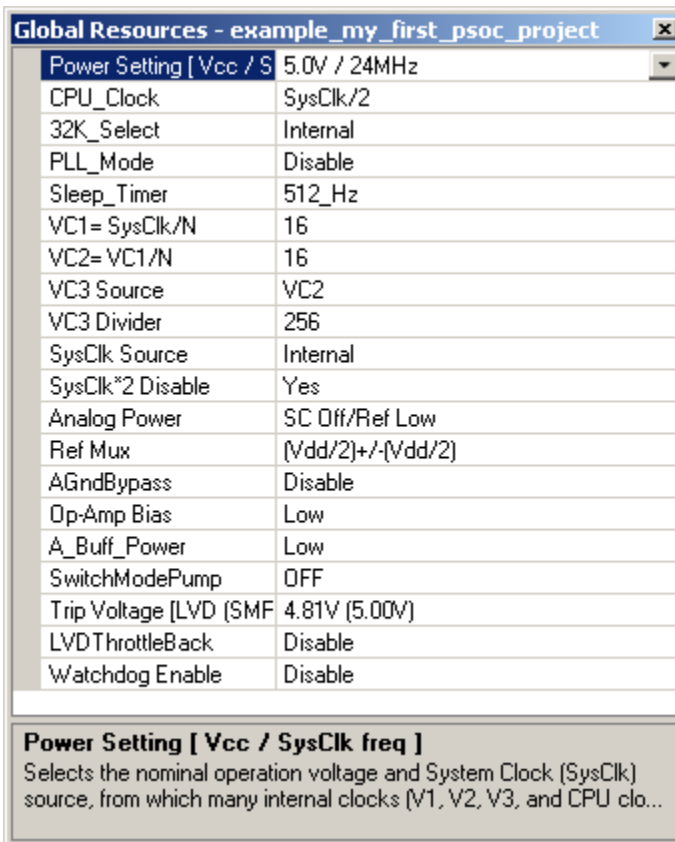 Global Resources - example_my_first_psoc_project
Power Setting [ Vcc / S 5.0V / 24MHz
CPU_Clock SysClk/2
32K_Select Internal
PLL_Mode Disable
Sleep_Timer 512_Hz
VC1= SysClk/N 16
VC2= VC1/N 16
VC3 Source VC2
VC3 Divider 256
SysClk Source Internal
SysClk*2 Disable Yes
Analog Power SC Off/Ref Low
Ref Mux (Vdd/2)+/-(Vdd/2)
AGndBypass Disable
Op-Amp Bias Low
A_Buff_Power Low
SwitchModePump OFF
Trip Voltage [LVD (SMF 4.81V (5.00V)
LVDThrottleBack Disable
Watchdog Enable Disable
Power Setting [ Vcc / SysClk freq ]
Selects the nominal operation voltage and System Clock (SysClk)
source, from which many internal clocks (V1, V2, V3, and CPU clo...